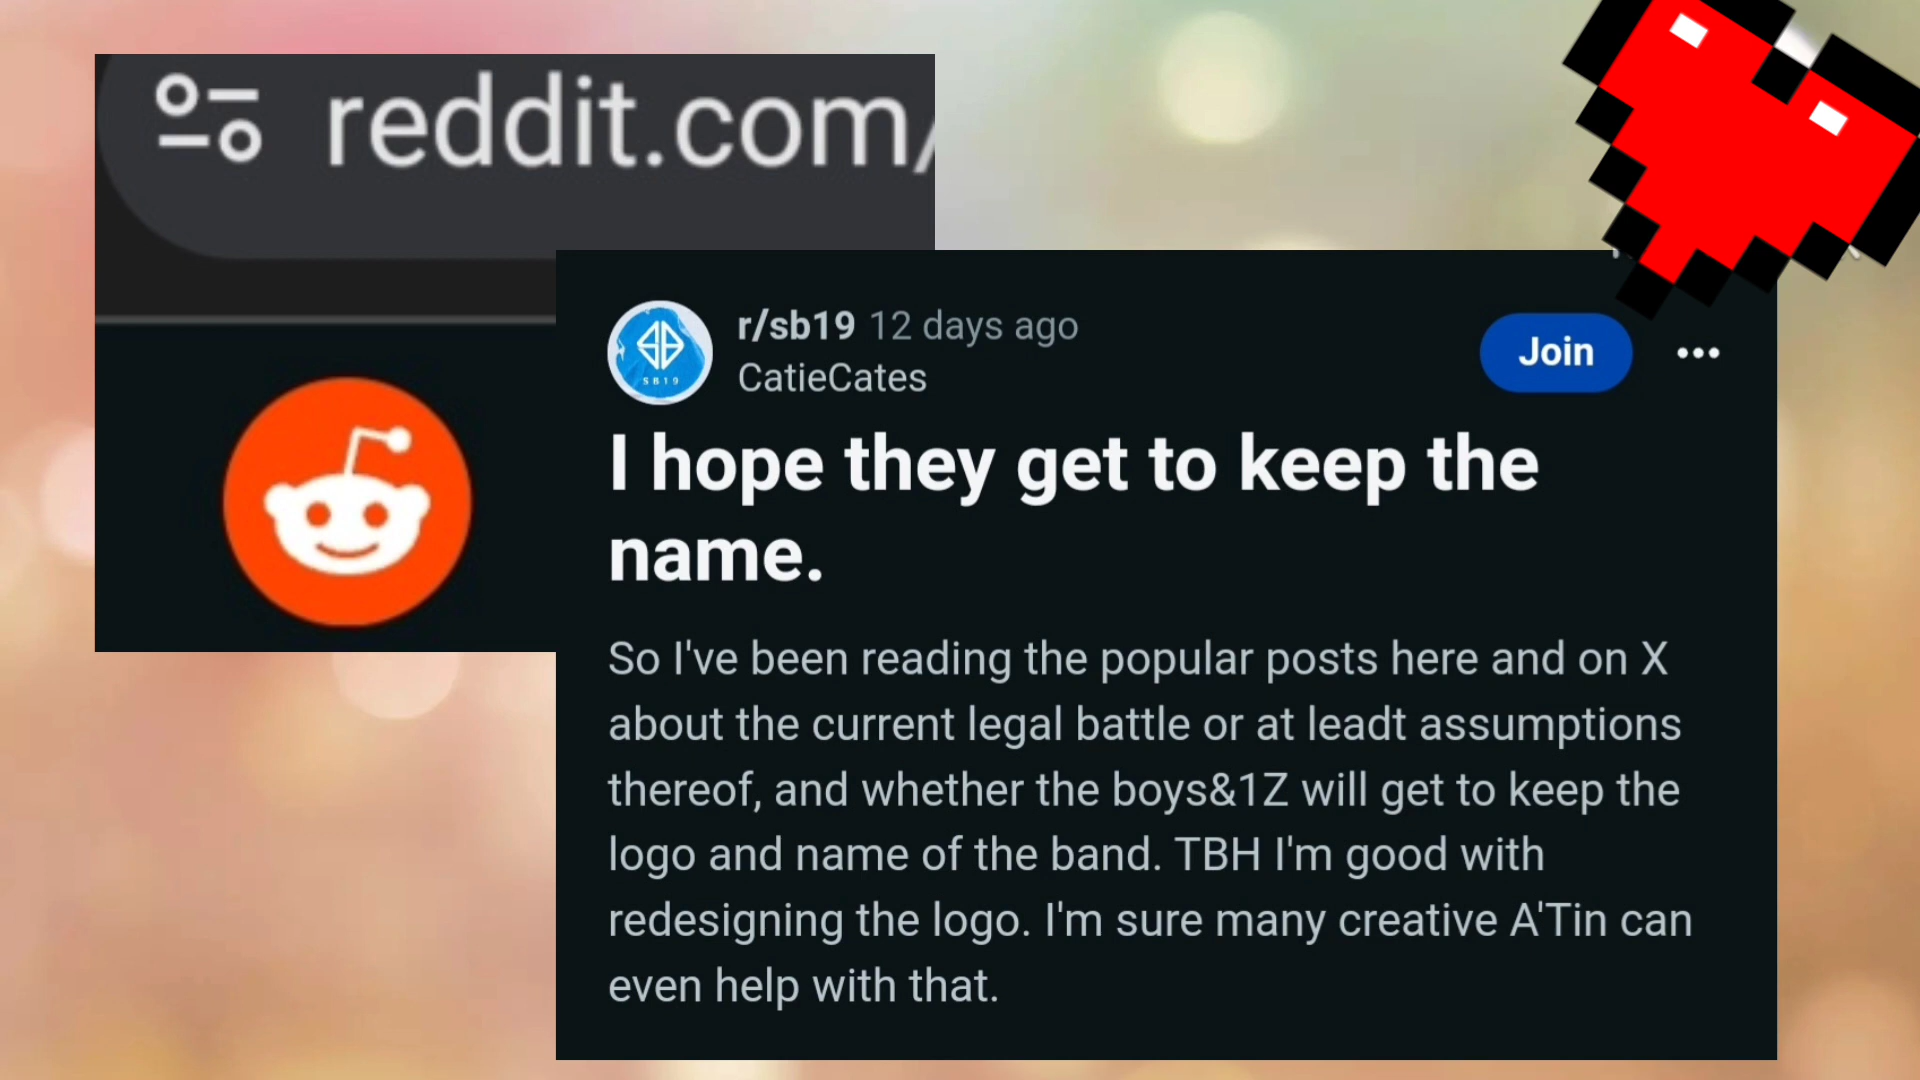 reddit.com/
r/sb19 12 days ago
CatieCates
Join
SB19
I hope they get to keep the
name.
So I've been reading the popular posts here and on X
about the current legal battle or at leadt assumptions
thereof, and whether the boys&1Z will get to keep the
logo and name of the band. TBH I'm good with
redesigning the logo. I'm sure many creative A'Tin can
even help with that.